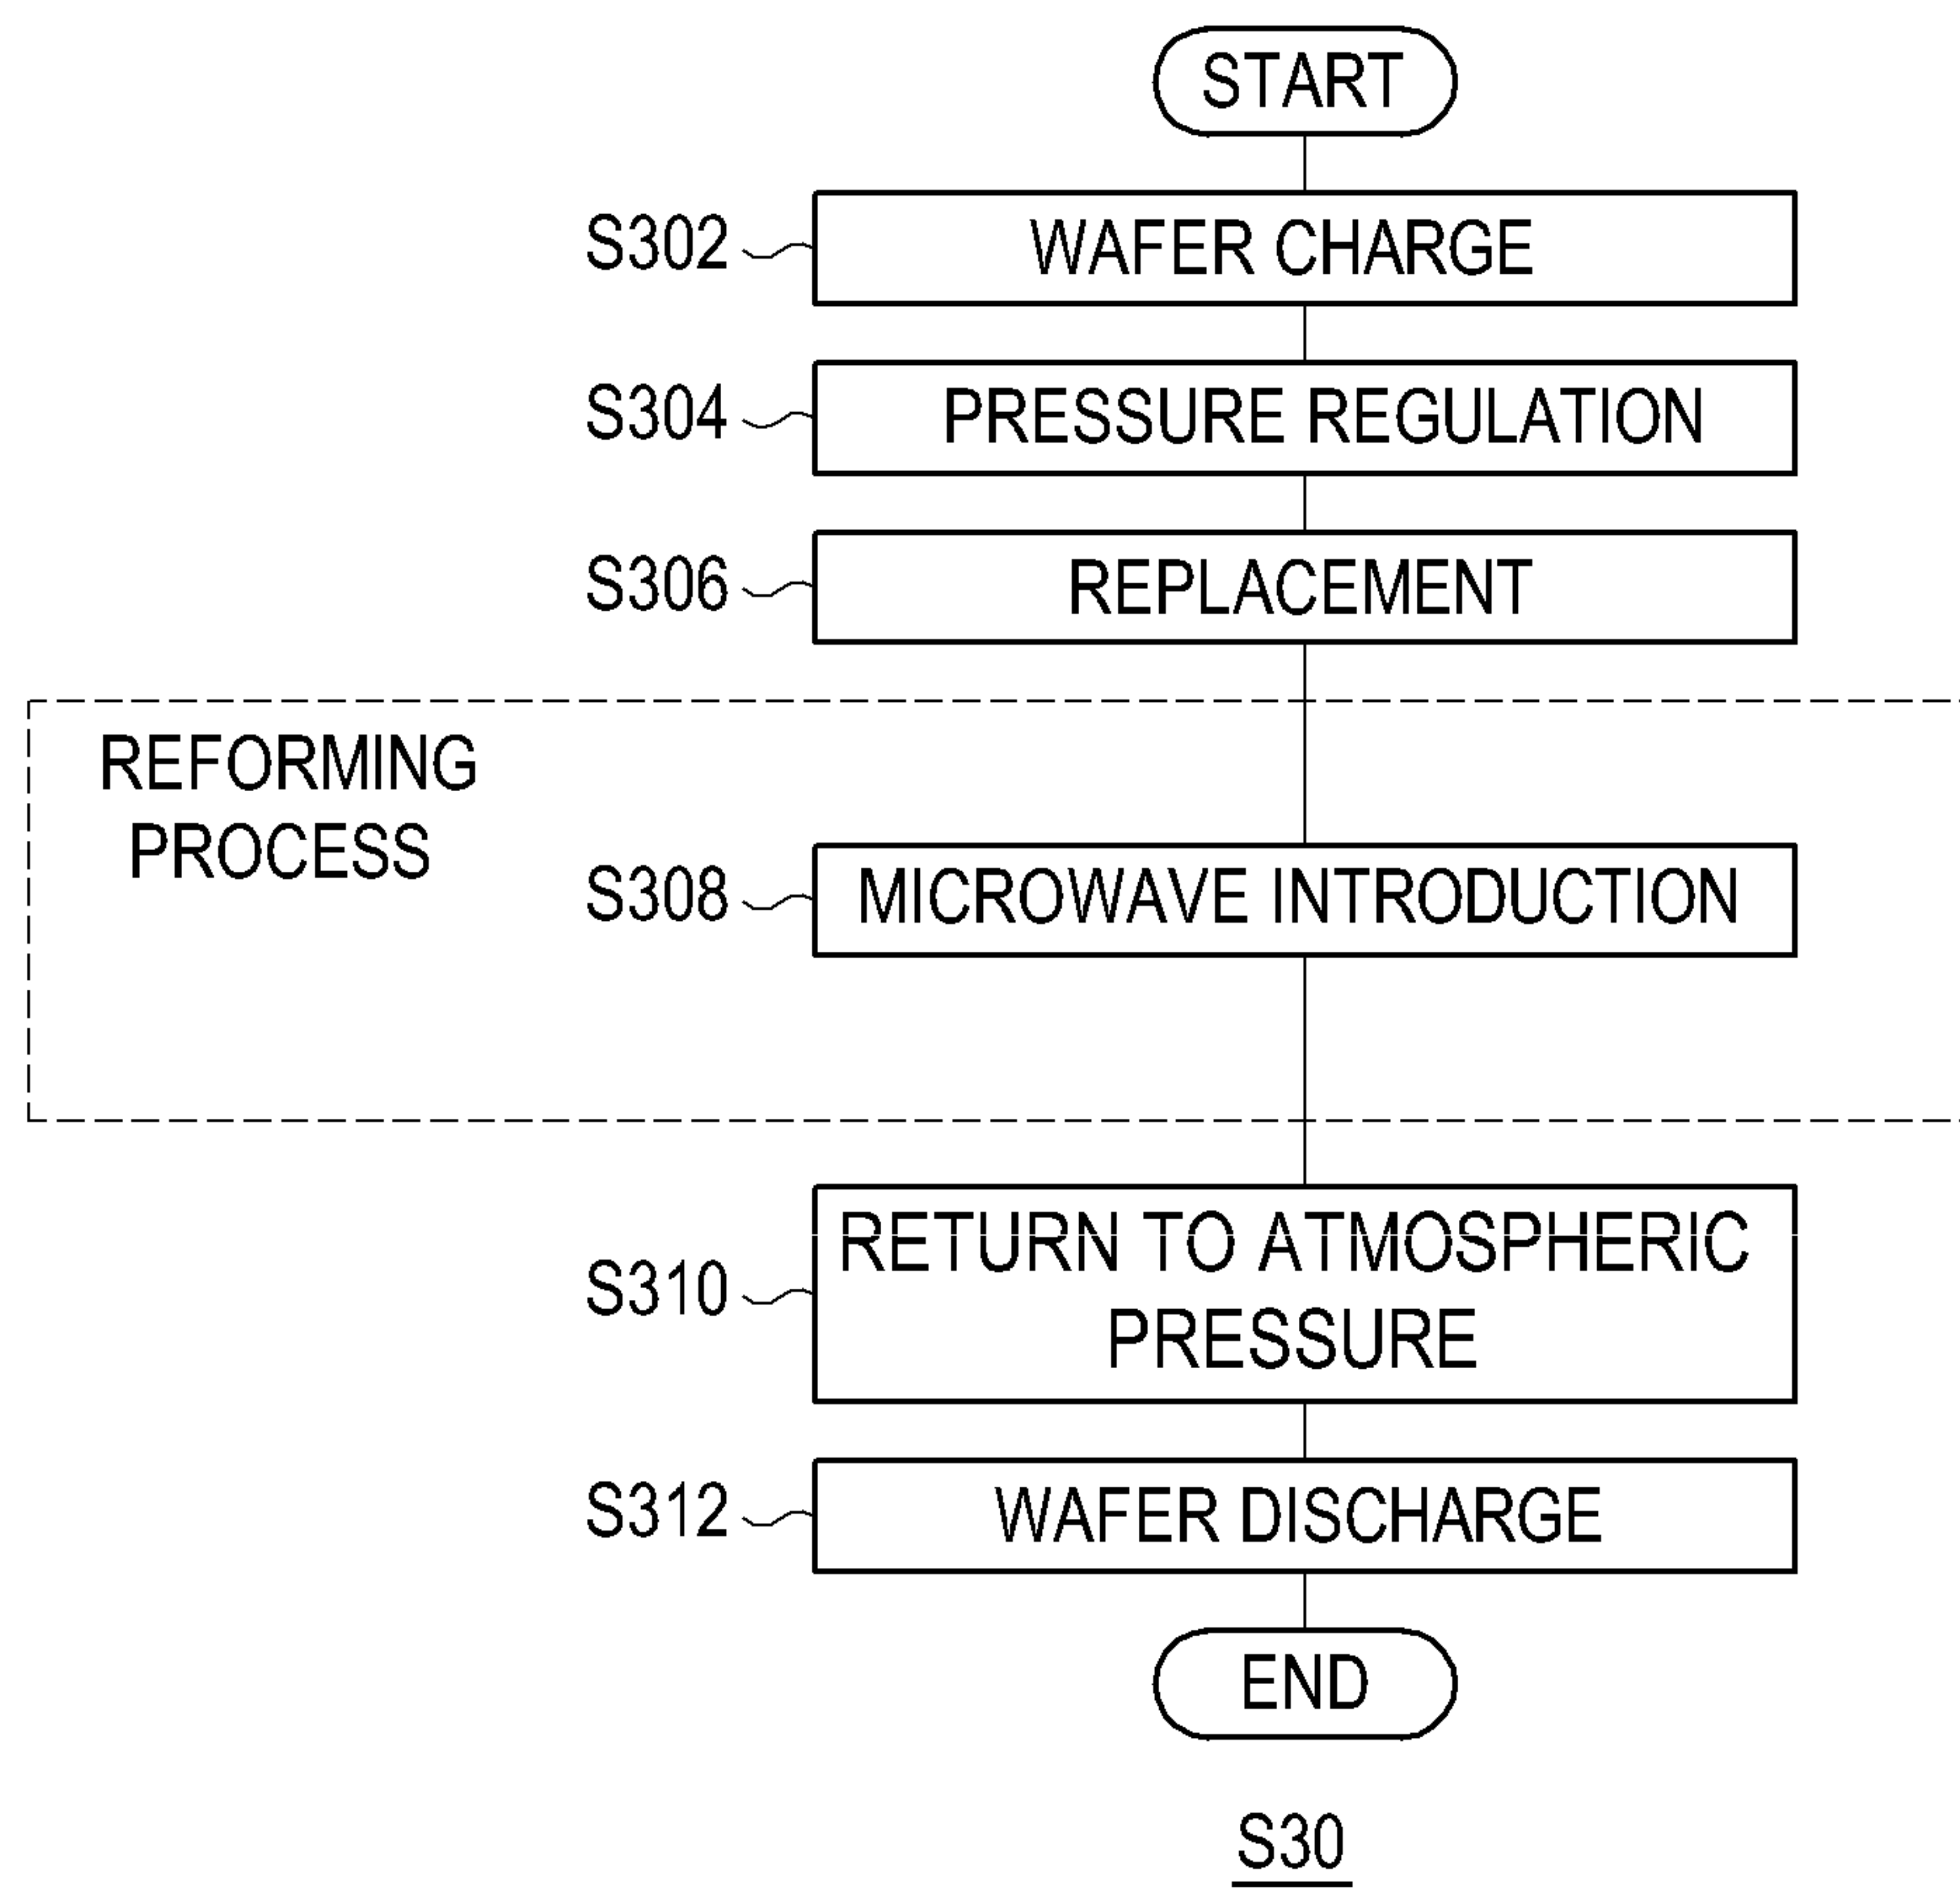 START
S302 WAFER CHARGE
S304 PRESSURE REGULATION
S306 REPLACEMENT
REFORMING
PROCESS
S308 MICROWAVE INTRODUCTION
S310 RETURN TO ATMOSPHERIC
PRESSURE
S312 WAFER DISCHARGE
END
S30